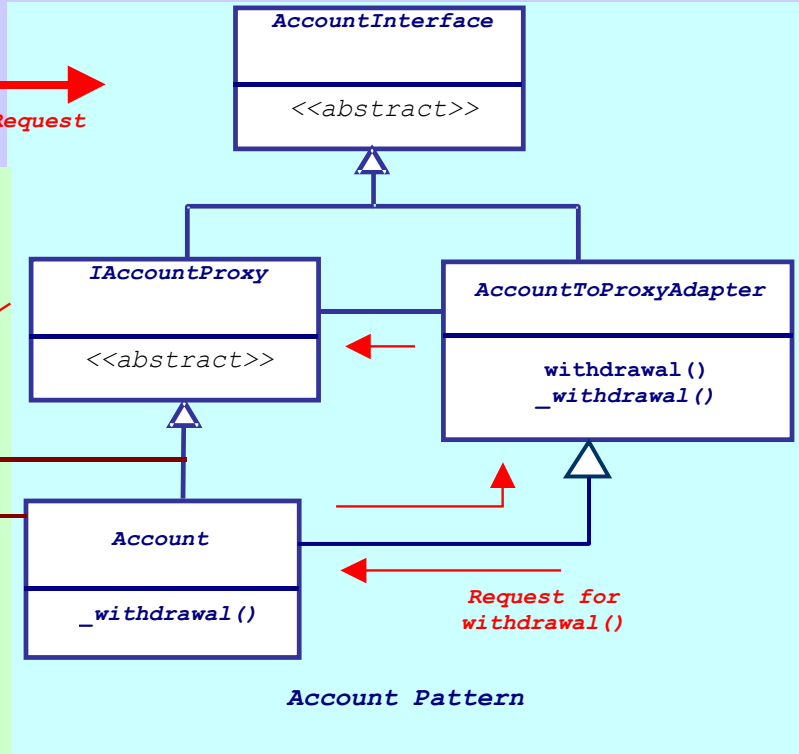 AccountInterface
<<abstract>>
Request
IAccountProxy
<<abstract>>
AccountToProxyAdapter
withdrawal()
_withdrawal()
Account
_withdrawal()
Request for
withdrawal()
Account Pattern